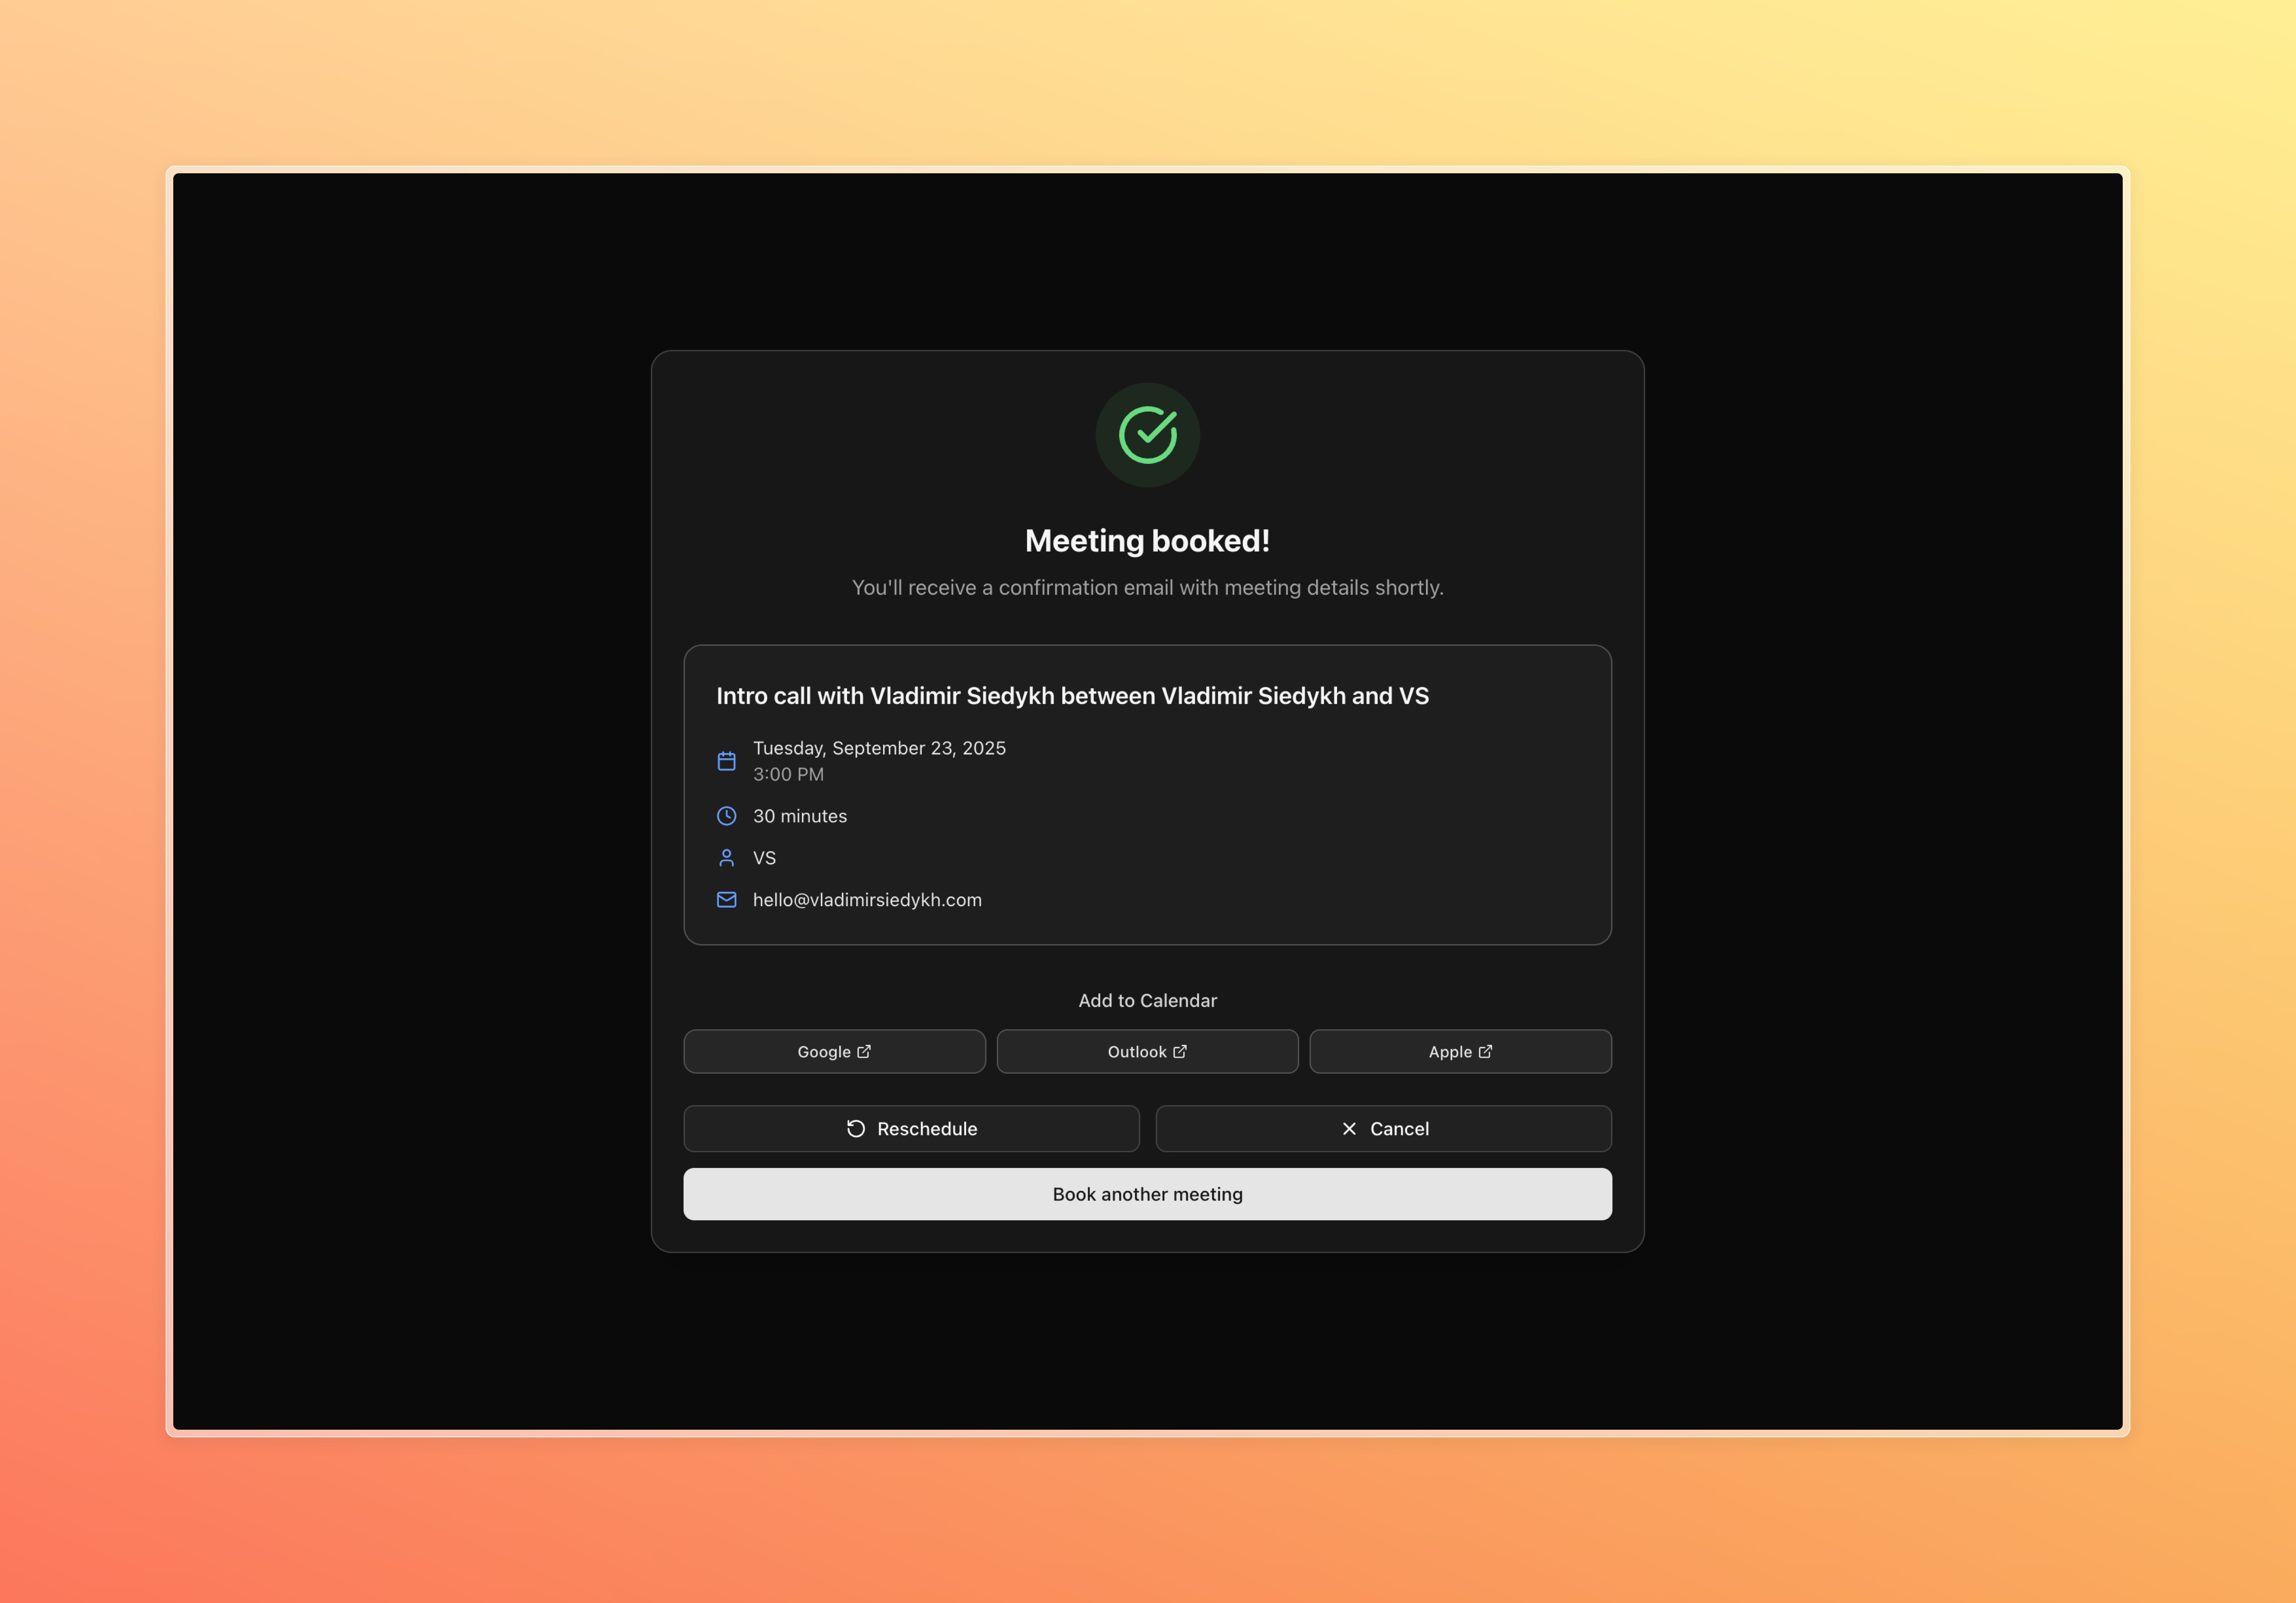 Meeting booked!
You'll receive a confirmation email with meeting details shortly.
Intro call with Vladimir Siedykh between Vladimir Siedykh and VS
Tuesday, September 23, 2025
3:00 PM
30 minutes
VS
hello@vladimirsiedykh.com
Add to Calendar
Google
Outlook
Apple
Reschedule
Cancel
Book another meeting